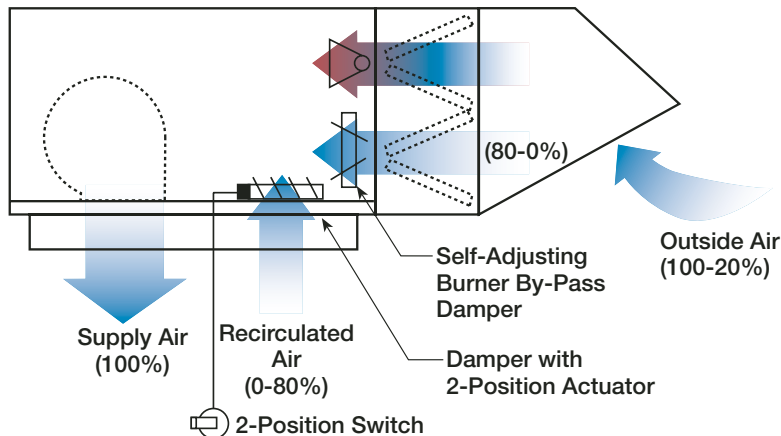 (80-0%)
Outside Air
(100-20%)
Self-Adjusting
Burner By-Pass
Damper
Supply Air
(100%)
Recirculated
Air
(0-80%)
Damper with
2-Position Actuator
2-Position Switch